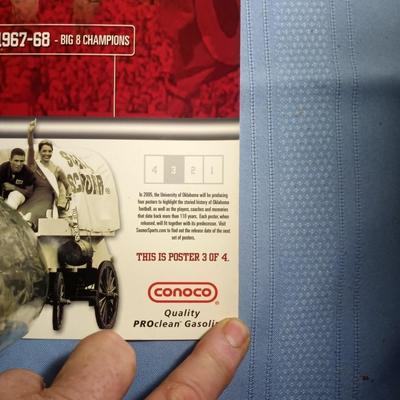 1967-68 - BIG 8 CHAMPIONS
4 3 2 1
In 2005, the University of Oklahoma will be producing
four posters to highlight the storied history of Oklahoma
football, as well as the players, coaches and memories
that date back more than 110 years. Each poster, when
released, will fit together with its predecessor. Visit
SoonerSports.com to find out the release date of the next
set of posters.
THIS IS POSTER 3 OF 4.
CONOCO
Quality
PROclean Gasoli